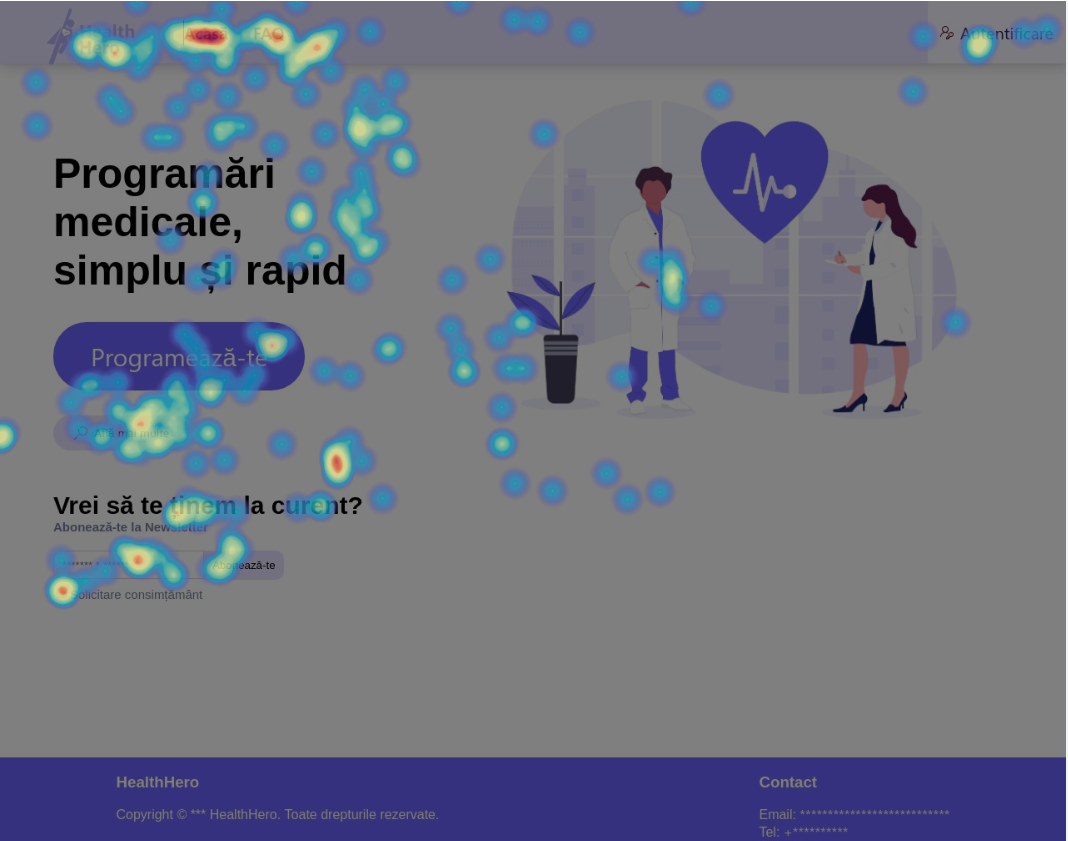 Health
Hero
Acasă FAQ
Autentificare
Programări
medicale,
simplu și rapid
Programează-te
Află mai multe
Vrei să te ținem la curent?
Abonează-te la Newsletter
Abonează-te
Solicitare consimțământ
HealthHero
Copyright © *** HealthHero. Toate drepturile rezervate.
Contact
Email: ***************************
Tel: +**********